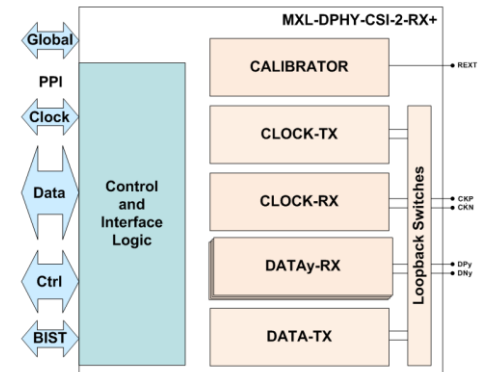 MXL-DPHY-CSI-2-RX+
Global
PPI
Clock
Data
Ctrl
BIST
Control
and
Interface
Logic
CALIBRATOR
CLOCK-TX
CLOCK-RX
DATAy-RX
DATA-TX
Loopback Switches
REXT
CKP
CKN
DPy
DNy